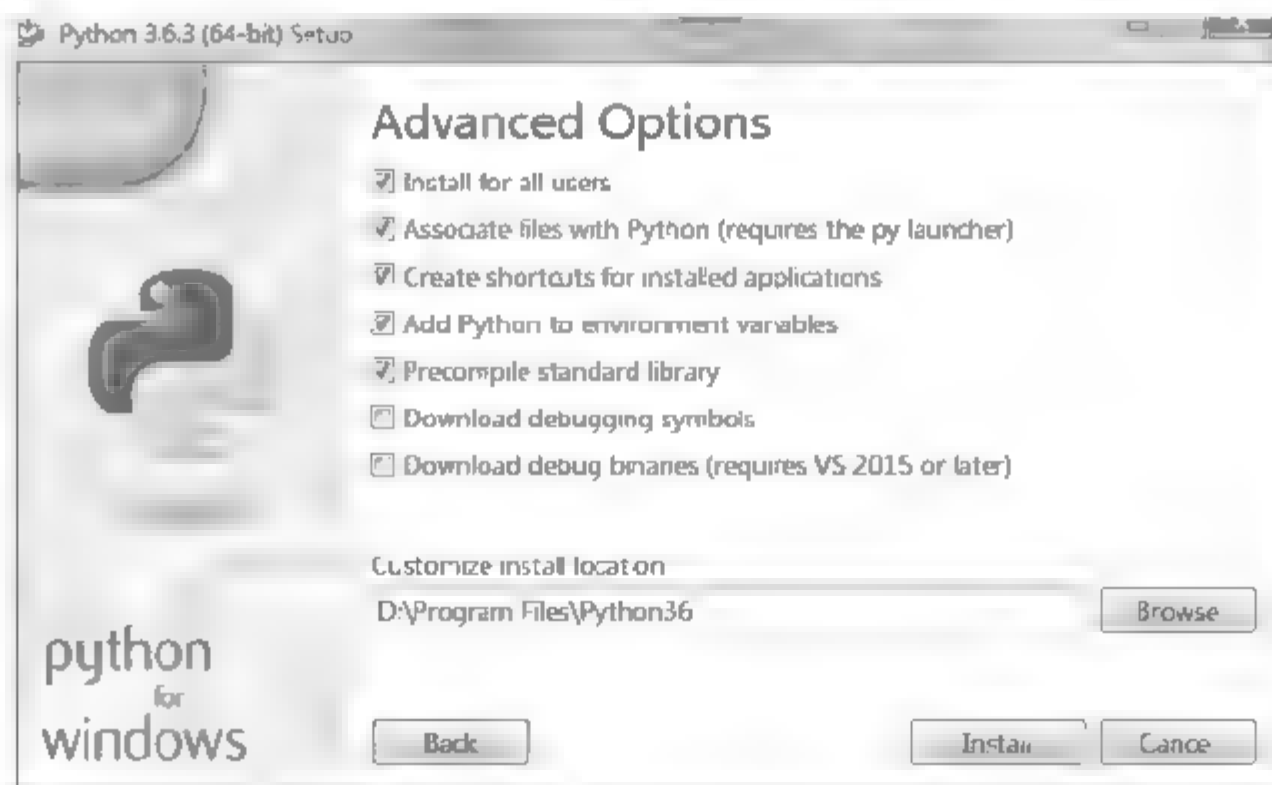 Python 3.6.3 (64-bit) Setup
Advanced Options
Install for all users
Associate files with Python (requires the py launcher)
Create shortcuts for installed applications
Add Python to environment variables
Precompile standard library
Download debugging symbols
Download debug binaries (requires VS 2015 or later)
Customize install location
D:\Program Files\Python36
Browse
python
for
windows
Back
Install
Cancel